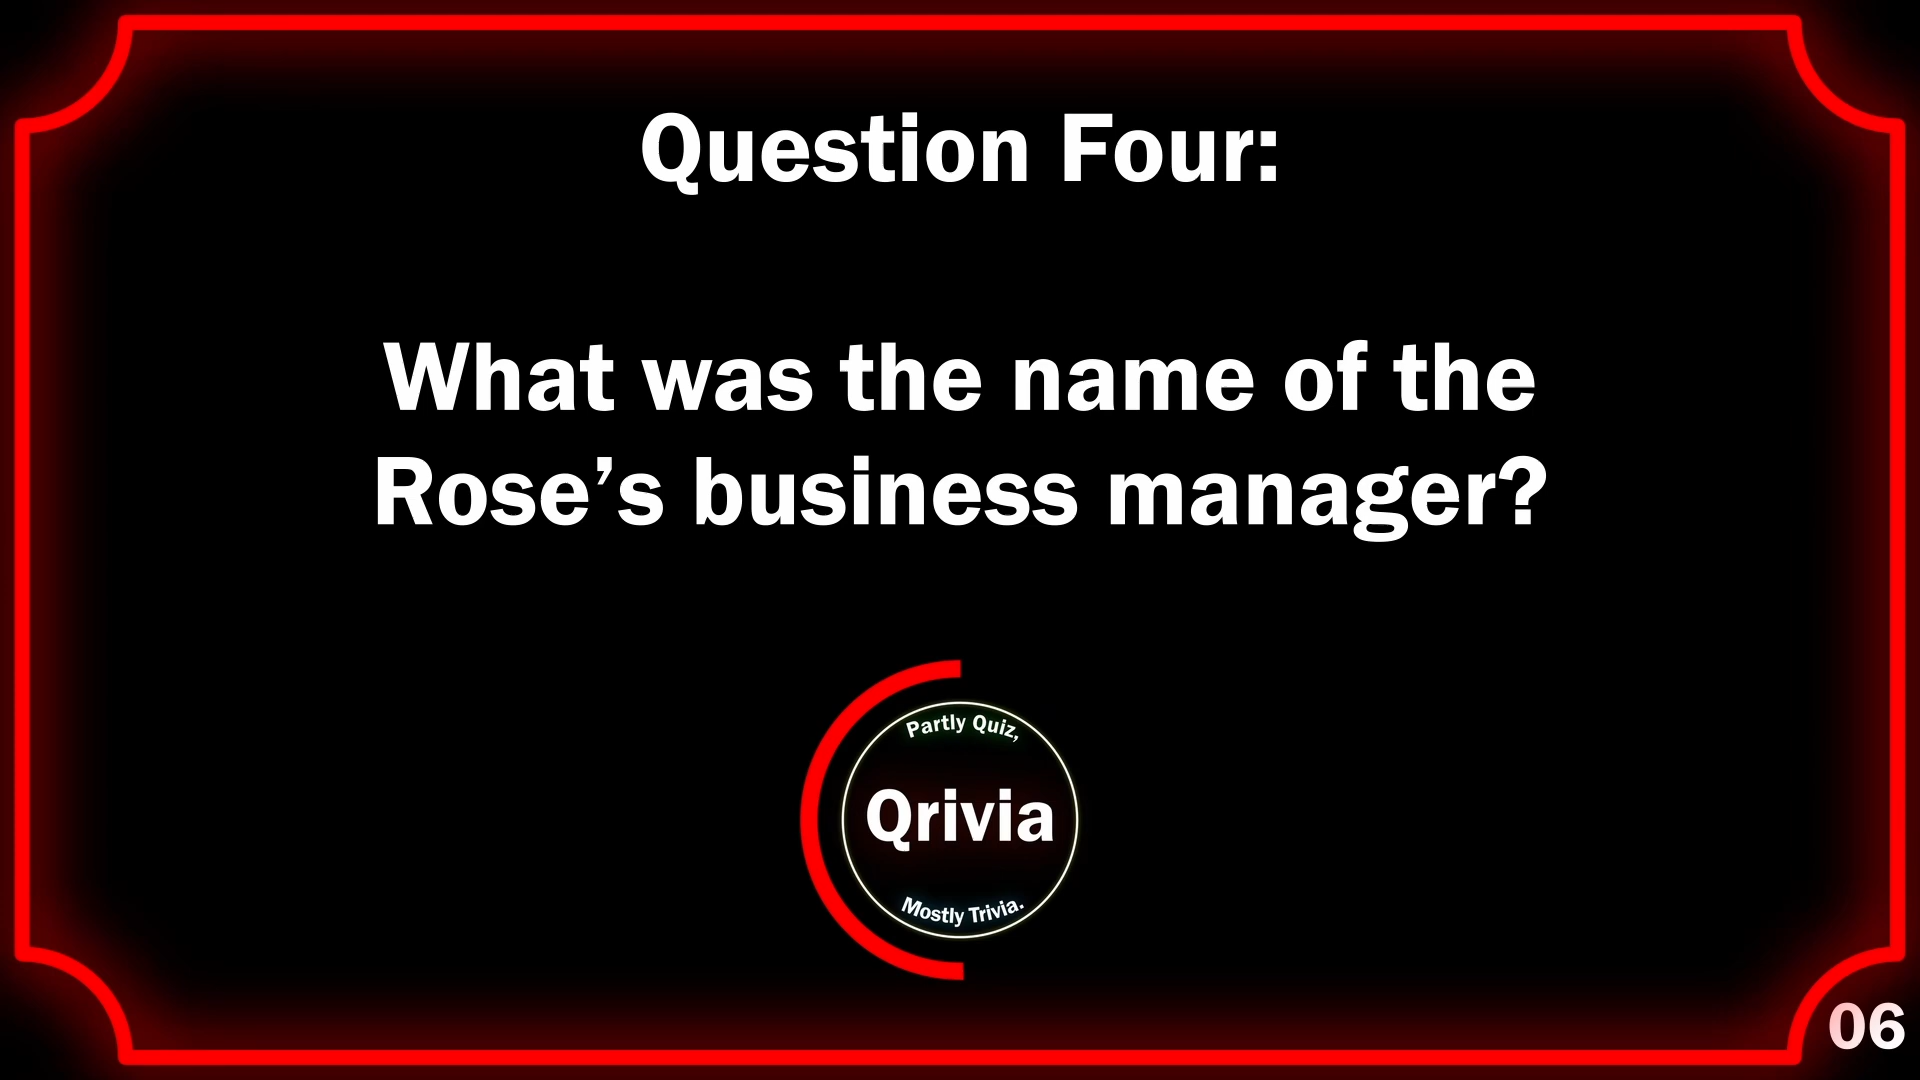 Question Four:
What was the name of the
Rose’s business manager?
Partly Quiz,
Qrivia
Mostly Trivia.
06